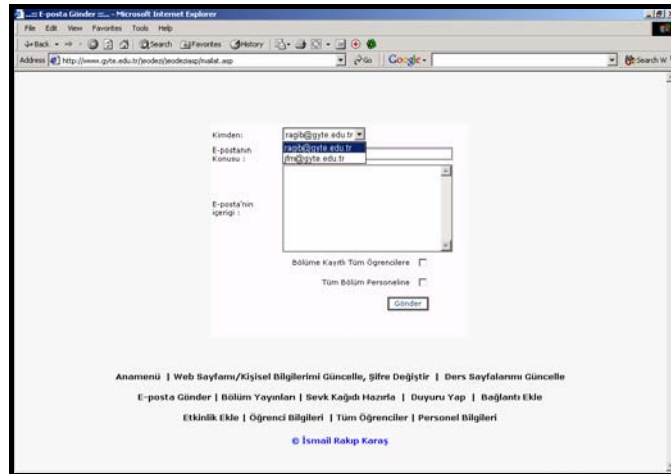 ...::: E-posta Gönder :::... - Microsoft Internet Explorer
File Edit View Favorites Tools Help
Back Search Favorites History
Address http://www.gyte.edu.tr/jeodezi/jeodeziasp/mailat.asp Go Google Search W
Kimden: ragib@gyte.edu.tr
ragib@gyte.edu.tr
jfm@gyte.edu.tr
E-postanın
Konusu :
E-posta'nin
içerigi :
Bölüme Kayıtlı Tüm Ögrencilere
Tüm Bölüm Personeline
Gönder
Anamenü | Web Sayfamı/Kişisel Bilgilerimi Güncelle, Şifre Değiştir | Ders Sayfalarımı Güncelle
E-posta Gönder | Bölüm Yayınları | Sevk Kağıdı Hazırla | Duyuru Yap | Bağlantı Ekle
Etkinlik Ekle | Öğrenci Bilgileri | Tüm Öğrenciler | Personel Bilgileri
© İsmail Rakıp Karaş